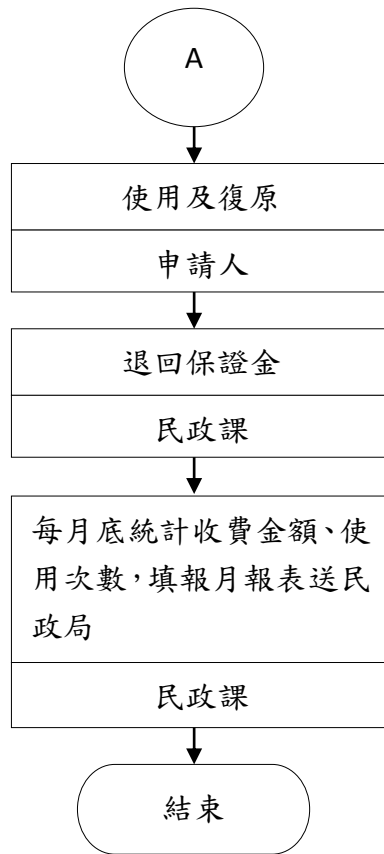 A
使用及復原
申請人
退回保證金
民政課
每月底統計收費金額、使
用次數，填報月報表送民
政局
民政課
結束